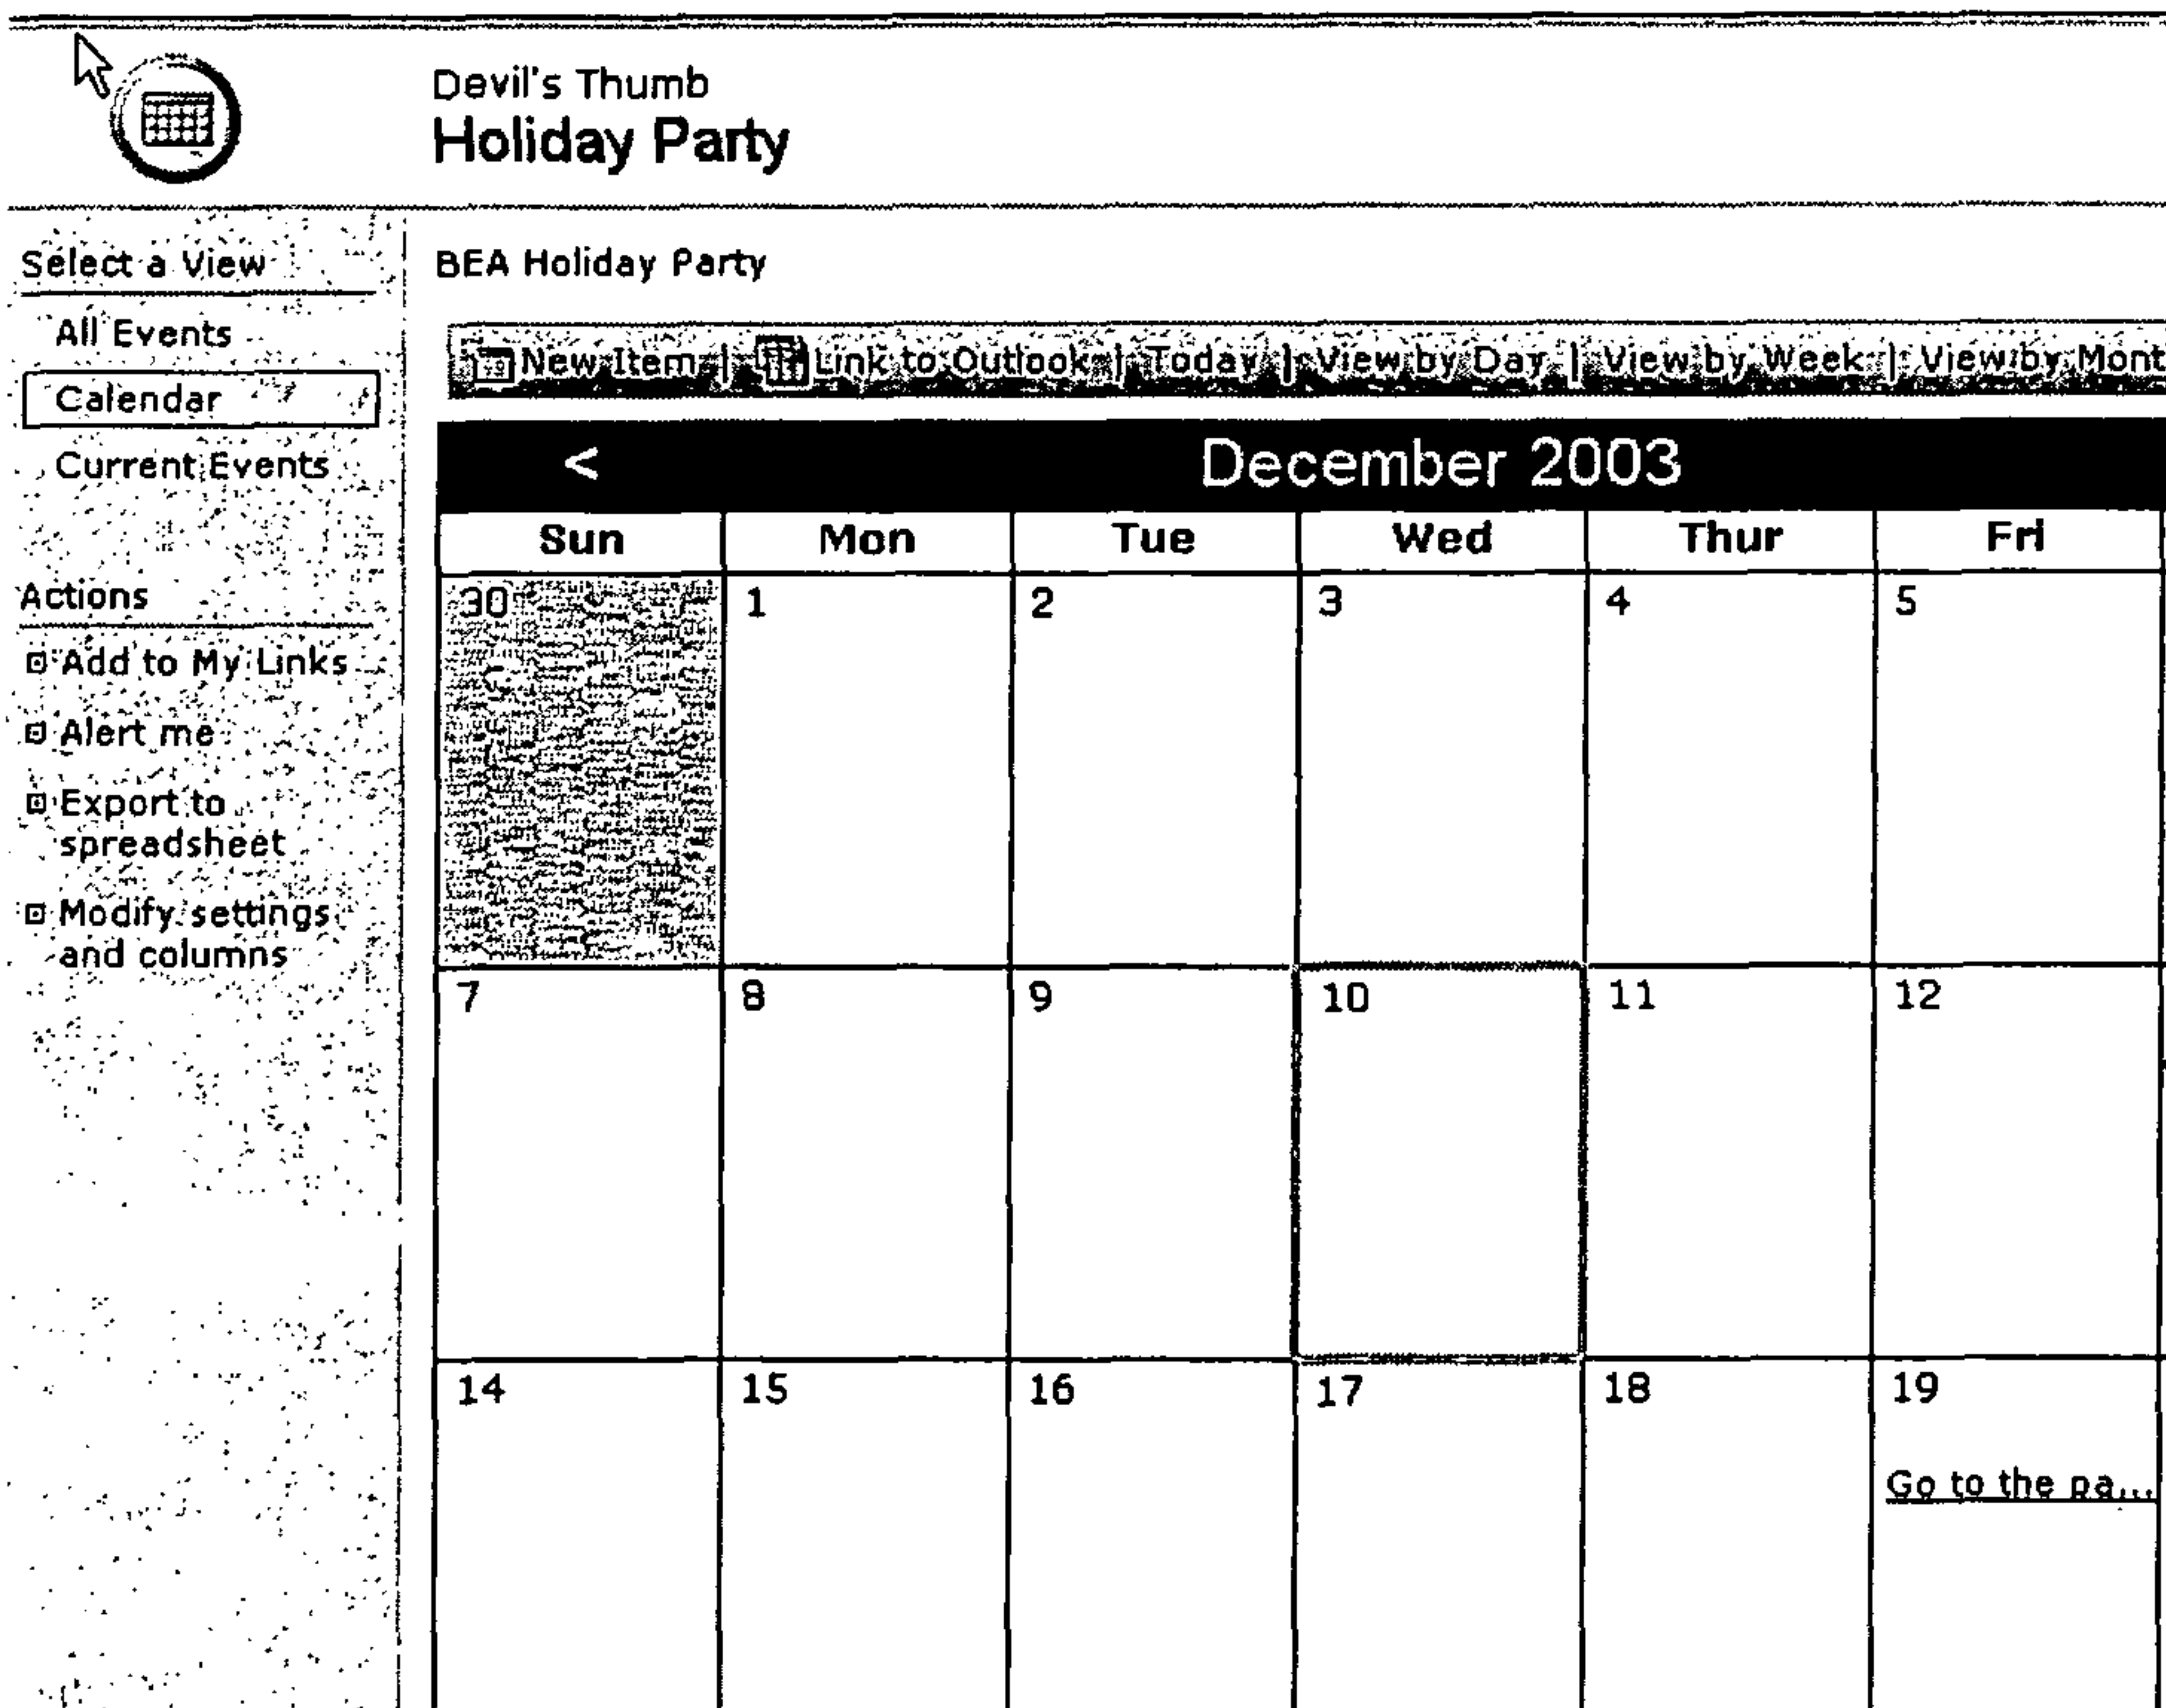 Devil's Thumb
Holiday Party
Select a View
All Events
Calendar
Current Events
Actions
Add to My Links
Alert me
Export to
spreadsheet
Modify settings
and columns
BEA Holiday Party
New Item | Link to Outlook | Today | View by Day | View by Week | View by Mont
< December 2003
Sun Mon Tue Wed Thur Fri
30 1 2 3 4 5
7 8 9 10 11 12
14 15 16 17 18 19
Go to the pa...